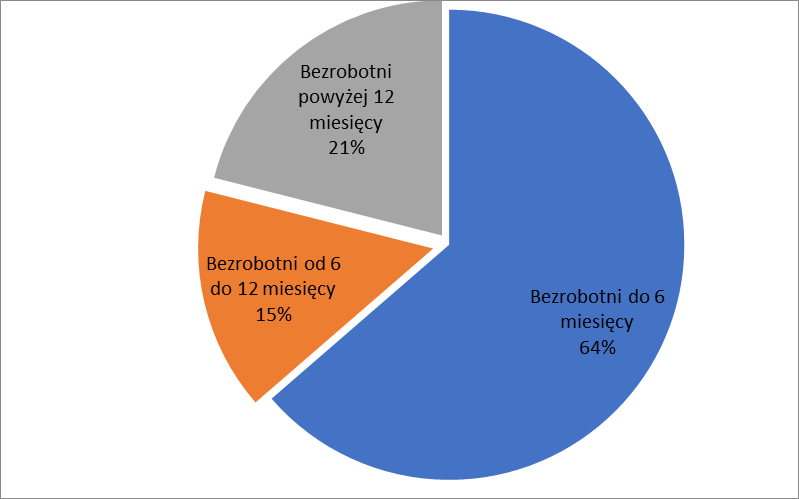 Bezrobotni
powyżej 12
miesięcy
21%
Bezrobotni od 6
do 12 miesięcy
15%
Bezrobotni do 6
miesięcy
64%